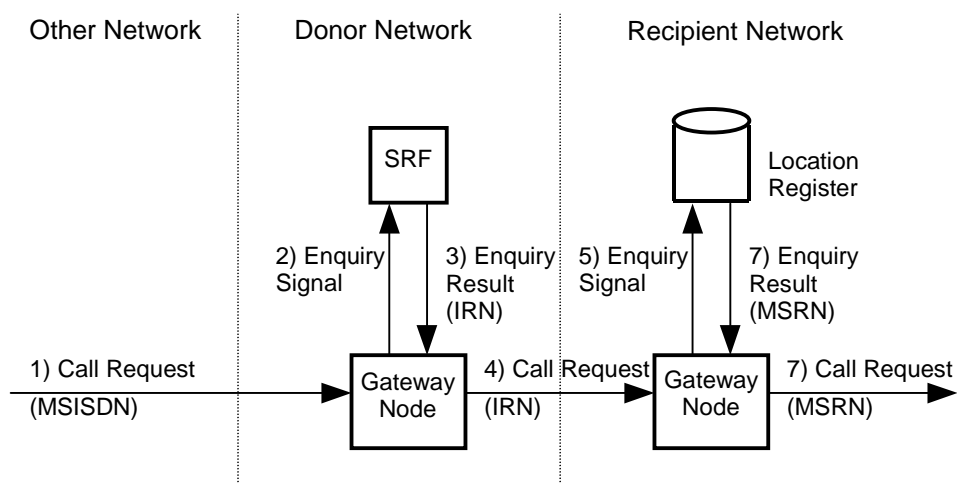 Other Network
Donor Network
Recipient Network
SRF
Location
Register
2) Enquiry
Signal
3) Enquiry
Result
(IRN)
5) Enquiry
Signal
7) Enquiry
Result
(MSRN)
1) Call Request
(MSISDN)
Gateway
Node
4) Call Request
(IRN)
Gateway
Node
7) Call Request
(MSRN)